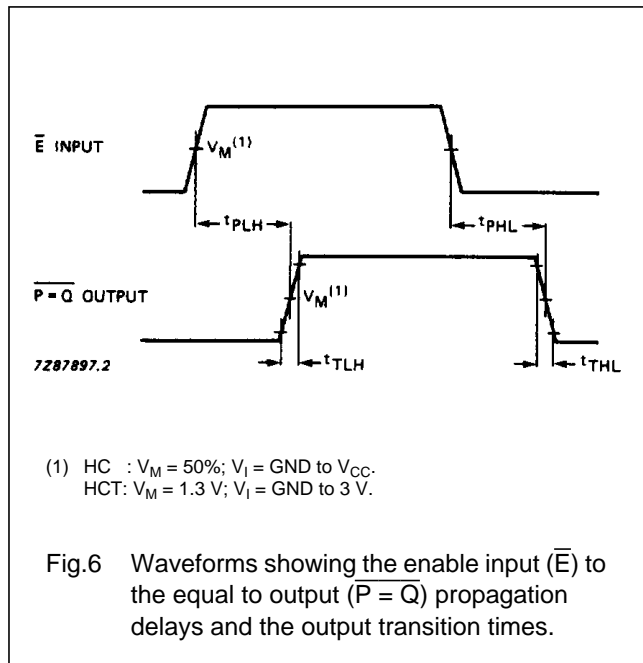 E̅ INPUT
V_M(1)
t_PLH
t_PHL
P̅ ̅=̅ ̅Q̅ OUTPUT
V_M(1)
7Z87897.2
t_TLH
t_THL
(1) HC : V_M = 50%; V_I = GND to V_CC.
HCT: V_M = 1.3 V; V_I = GND to 3 V.
Fig.6 Waveforms showing the enable input (E̅) to
the equal to output (P̅ ̅=̅ ̅Q̅) propagation
delays and the output transition times.